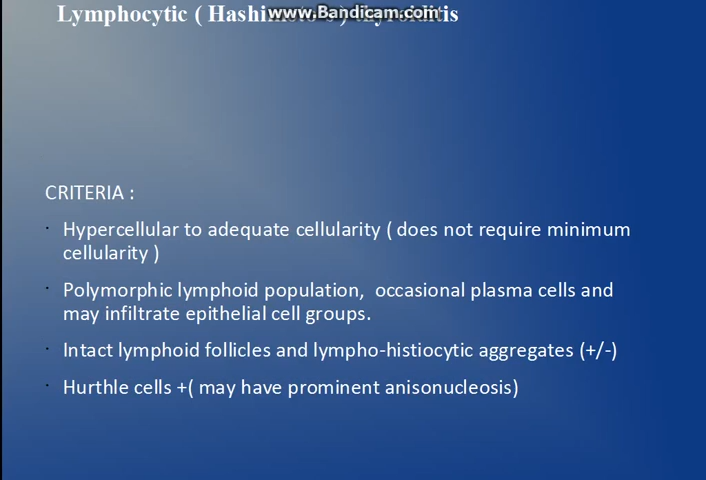 Lymphocytic ( Hashimoto's ) thyroiditis
www.Bandicam.com
CRITERIA :
· Hypercellular to adequate cellularity ( does not require minimum
cellularity )
· Polymorphic lymphoid population, occasional plasma cells and
may infiltrate epithelial cell groups.
· Intact lymphoid follicles and lympho-histiocytic aggregates (+/-)
· Hurthle cells +( may have prominent anisonucleosis)